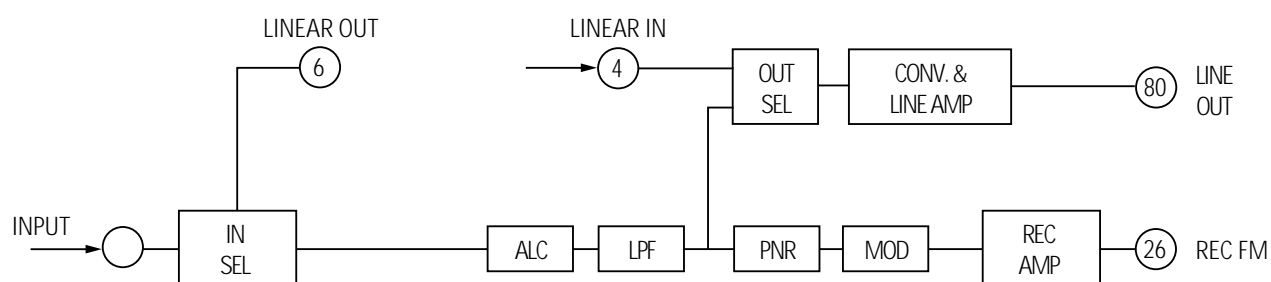 LINEAR OUT
6
LINEAR IN
4
OUT
SEL
CONV. &
LINE AMP
80
LINE
OUT
INPUT
IN
SEL
ALC
LPF
PNR
MOD
REC
AMP
26
REC FM